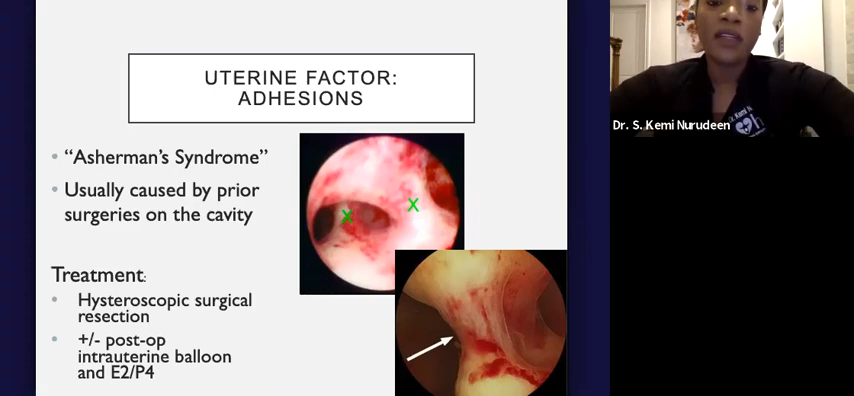 UTERINE FACTOR:
ADHESIONS
• “Asherman’s Syndrome”
• Usually caused by prior
surgeries on the cavity
Treatment:
• Hysteroscopic surgical
resection
• +/- post-op
intrauterine balloon
and E2/P4
X
X
Dr. S. Kemi Nurudeen